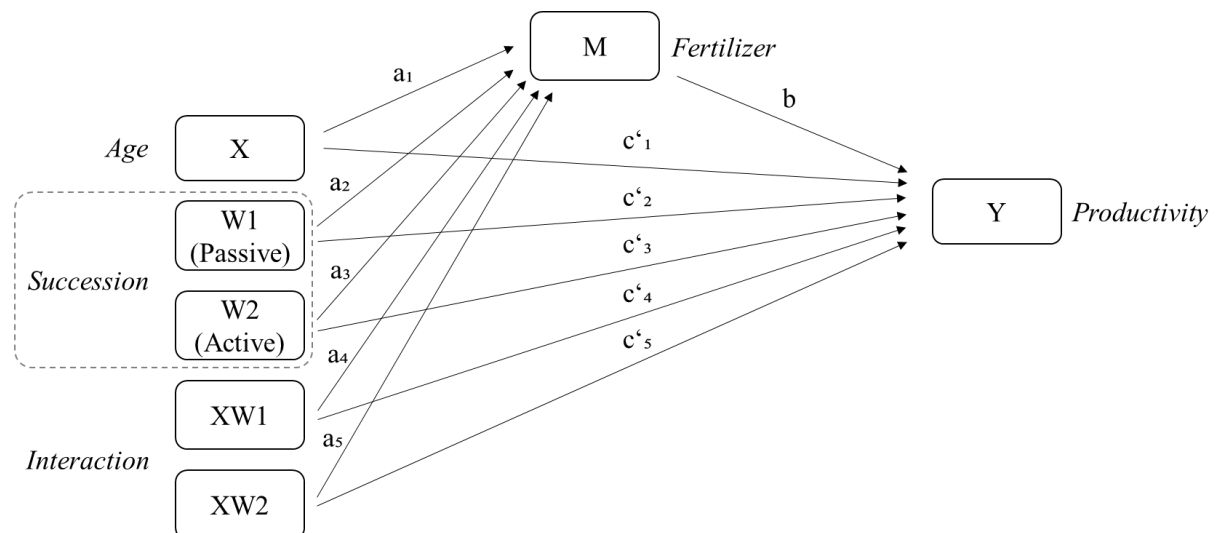 M
Fertilizer
a₁
b
Age
X
c‘₁
a₂
c‘₂
W1
(Passive)
Y
Productivity
c‘₃
a₃
Succession
W2
(Active)
c‘₄
c‘₅
a₄
XW1
a₅
Interaction
XW2